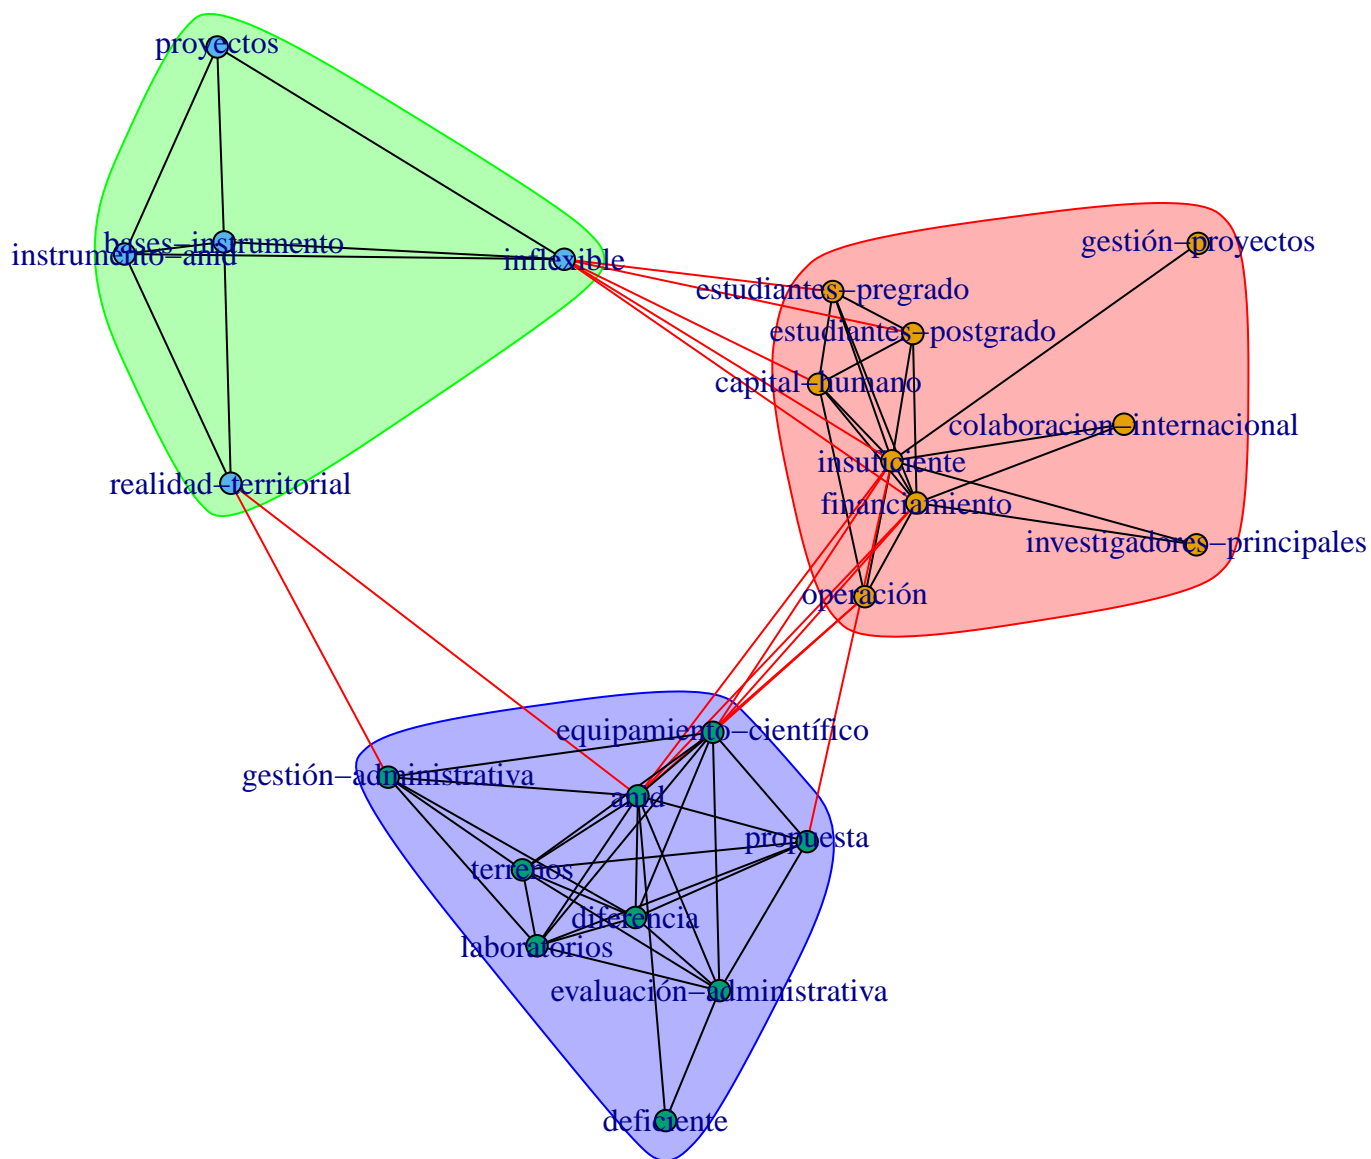 proyectos
bases−instrumento
instrumento−anid
inflexible
realidad−territorial
gestión−proyectos
estudiantes−pregrado
estudiantes−postgrado
capital−humano
colaboracion−internacional
insuficiente
financiamiento
investigadores−principales
operación
equipamiento−científico
gestión−administrativa
anid
propuesta
terrenos
diferencia
laboratorios
evaluación−administrativa
deficiente